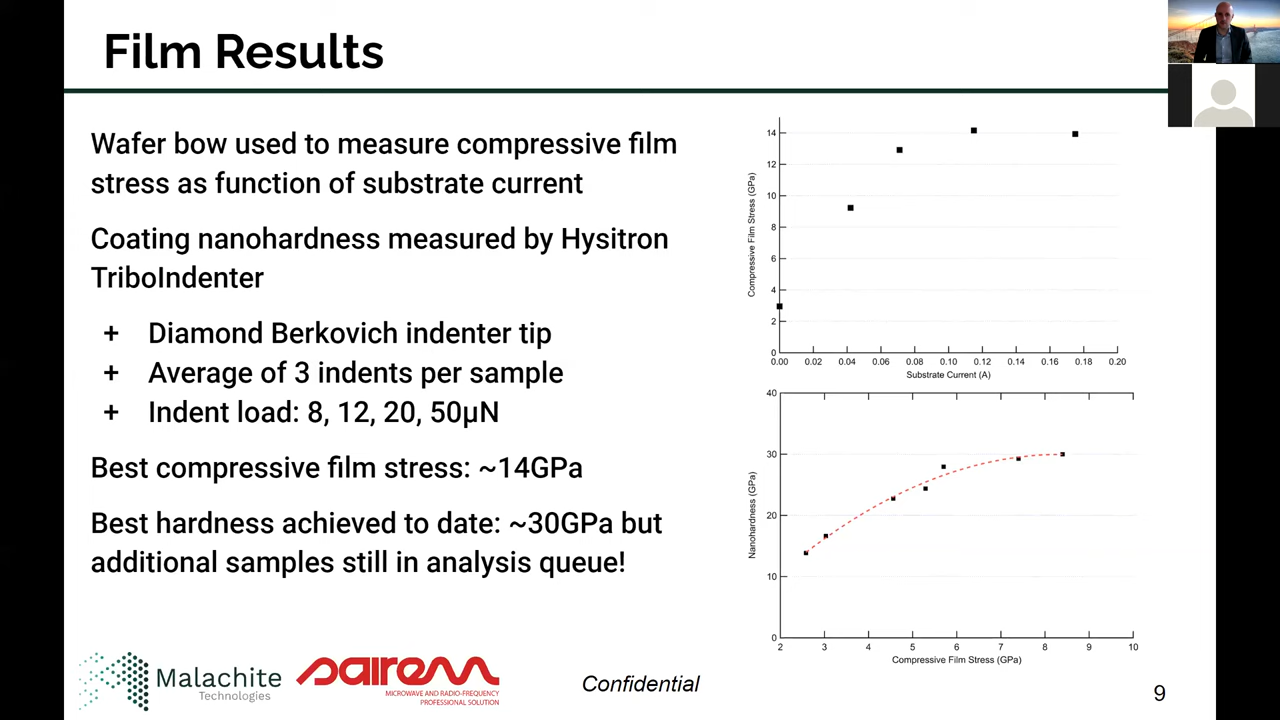 Film Results
Wafer bow used to measure compressive film
stress as function of substrate current
Coating nanohardness measured by Hysitron
TriboIndenter
+ Diamond Berkovich indenter tip
+ Average of 3 indents per sample
+ Indent load: 8, 12, 20, 50µN
Best compressive film stress: ~14GPa
Best hardness achieved to date: ~30GPa but
additional samples still in analysis queue!
Compressive Film Stress (GPa)
14
12
10
8
6
4
2
0
0.00 0.02 0.04 0.06 0.08 0.10 0.12 0.14 0.16 0.18 0.20
Substrate Current (A)
Nanohardness (GPa)
40
30
20
10
0
2 3 4 5 6 7 8 9 10
Compressive Film Stress (GPa)
Malachite
Technologies
sairem
MICROWAVE AND RADIO-FREQUENCY
PROFESSIONAL SOLUTION
Confidential
9